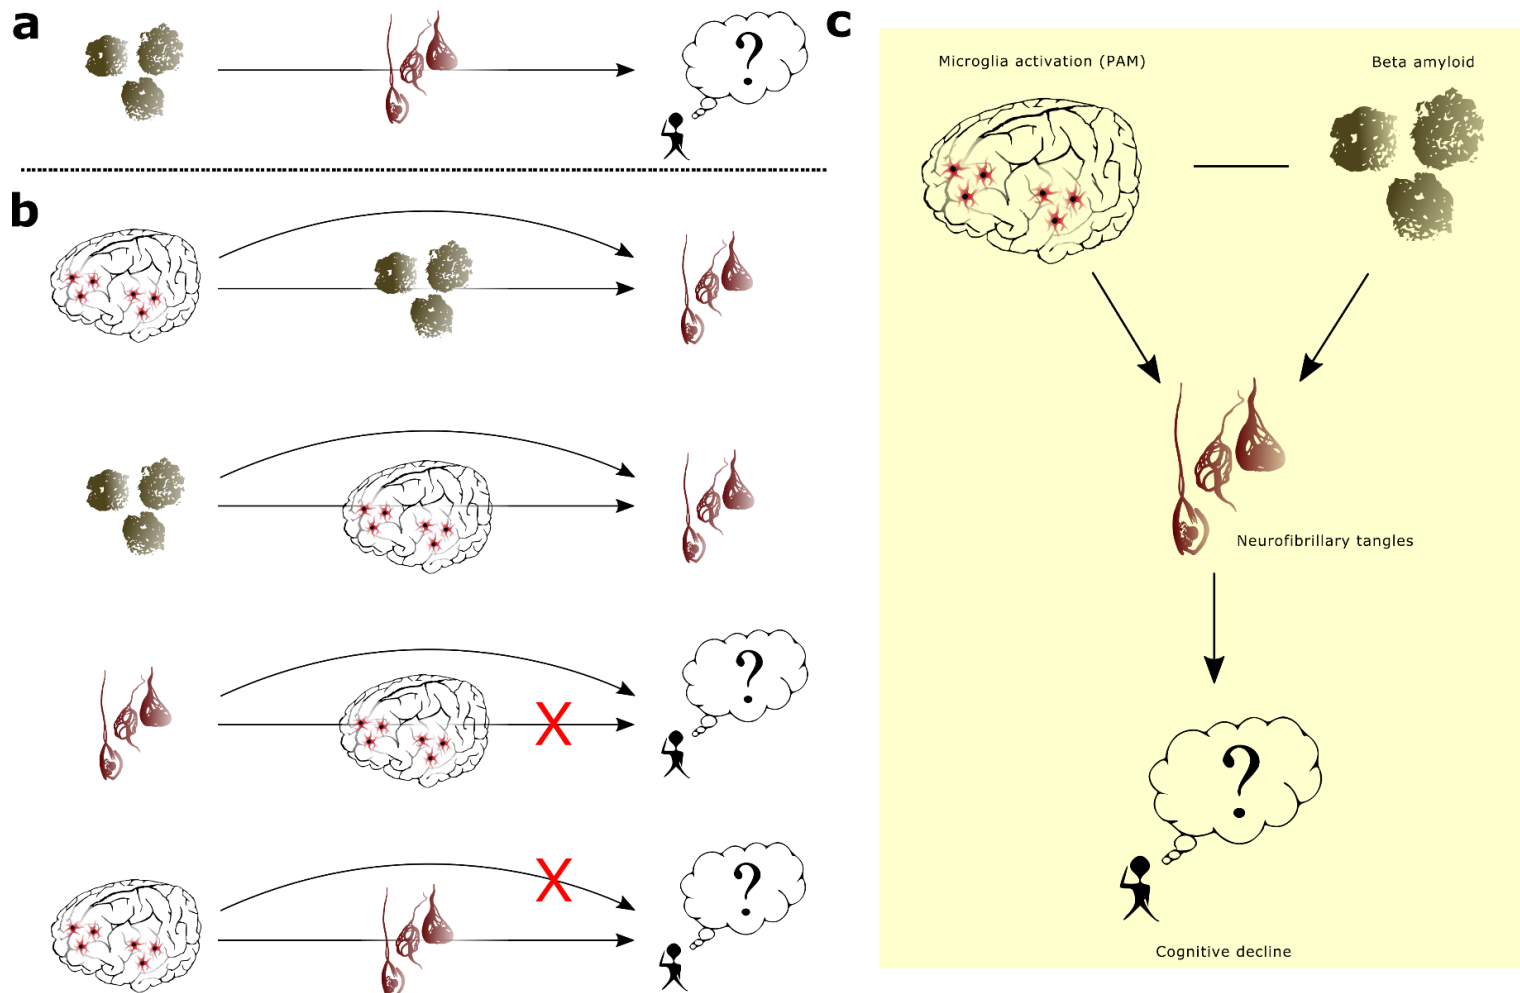 a
?
b
?
X
X
?
c
Microglia activation (PAM)
Beta amyloid
Neurofibrillary tangles
?
Cognitive decline